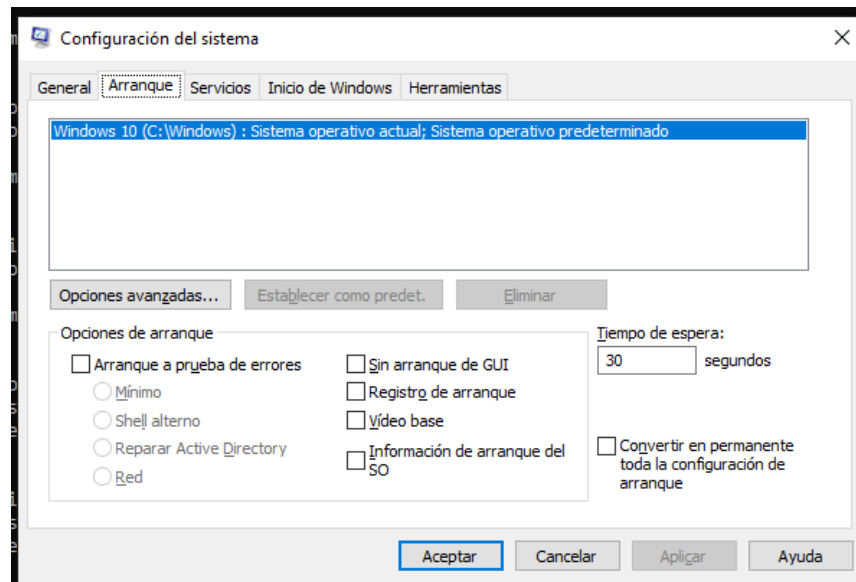 Configuración del sistema
General Arranque Servicios Inicio de Windows Herramientas
Windows 10 (C:\Windows) : Sistema operativo actual; Sistema operativo predeterminado
Opciones avanzadas... Establecer como predet. Eliminar
Opciones de arranque
Arranque a prueba de errores
Mínimo
Shell alterno
Reparar Active Directory
Red
Sin arranque de GUI
Registro de arranque
Vídeo base
Información de arranque del
SO
Tiempo de espera:
30 segundos
Convertir en permanente
toda la configuración de
arranque
Aceptar Cancelar Aplicar Ayuda